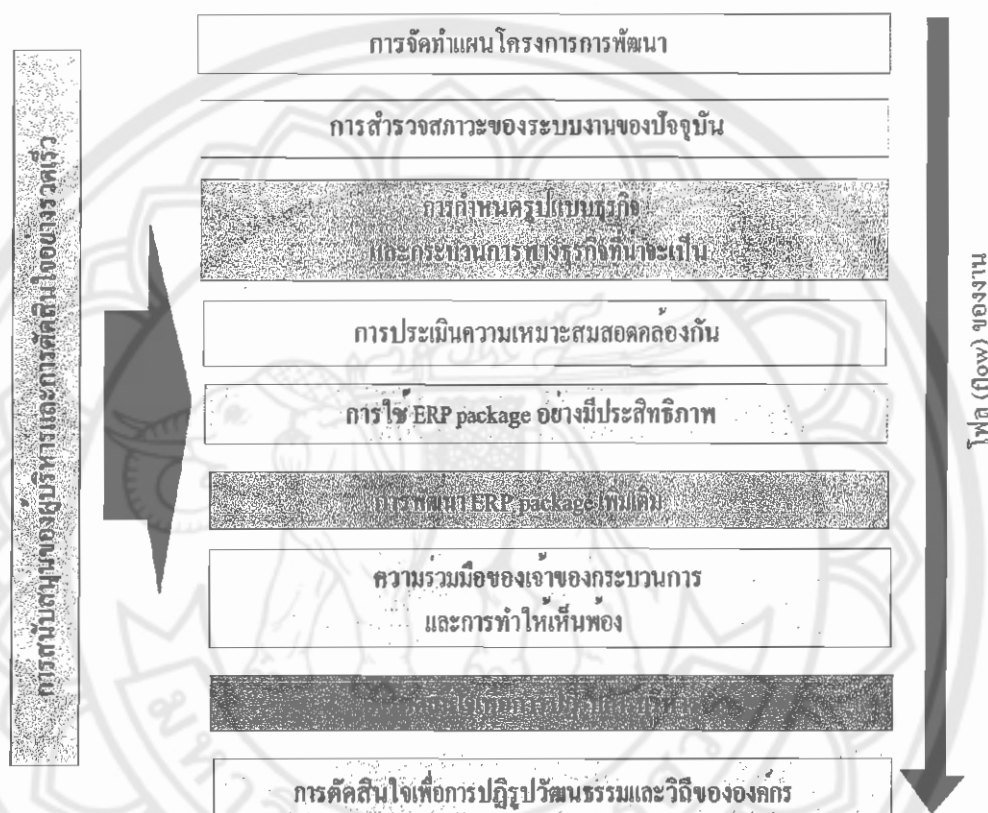 การจัดทำแผนโครงการการพัฒนา
การสำรวจสภาวะของระบบงานของปัจจุบัน
การกำหนดรูปแบบธุรกิจ
และกระบวนการทางธุรกิจที่น่าจะเป็น
การประเมินความเหมาะสมสอดคล้องกัน
การใช้ ERP package อย่างมีประสิทธิภาพ
การพัฒนา ERP package เพิ่มเติม
ความร่วมมือของเจ้าของกระบวนการ
และการทำให้เห็นพ้อง
การตัดสินใจเพื่อการปฏิรูปวัฒนธรรมและวิถีขององค์กร
การสนับสนุนของผู้บริหารและการตัดสินใจอย่างรวดเร็ว
โฟล (flow) ของงาน